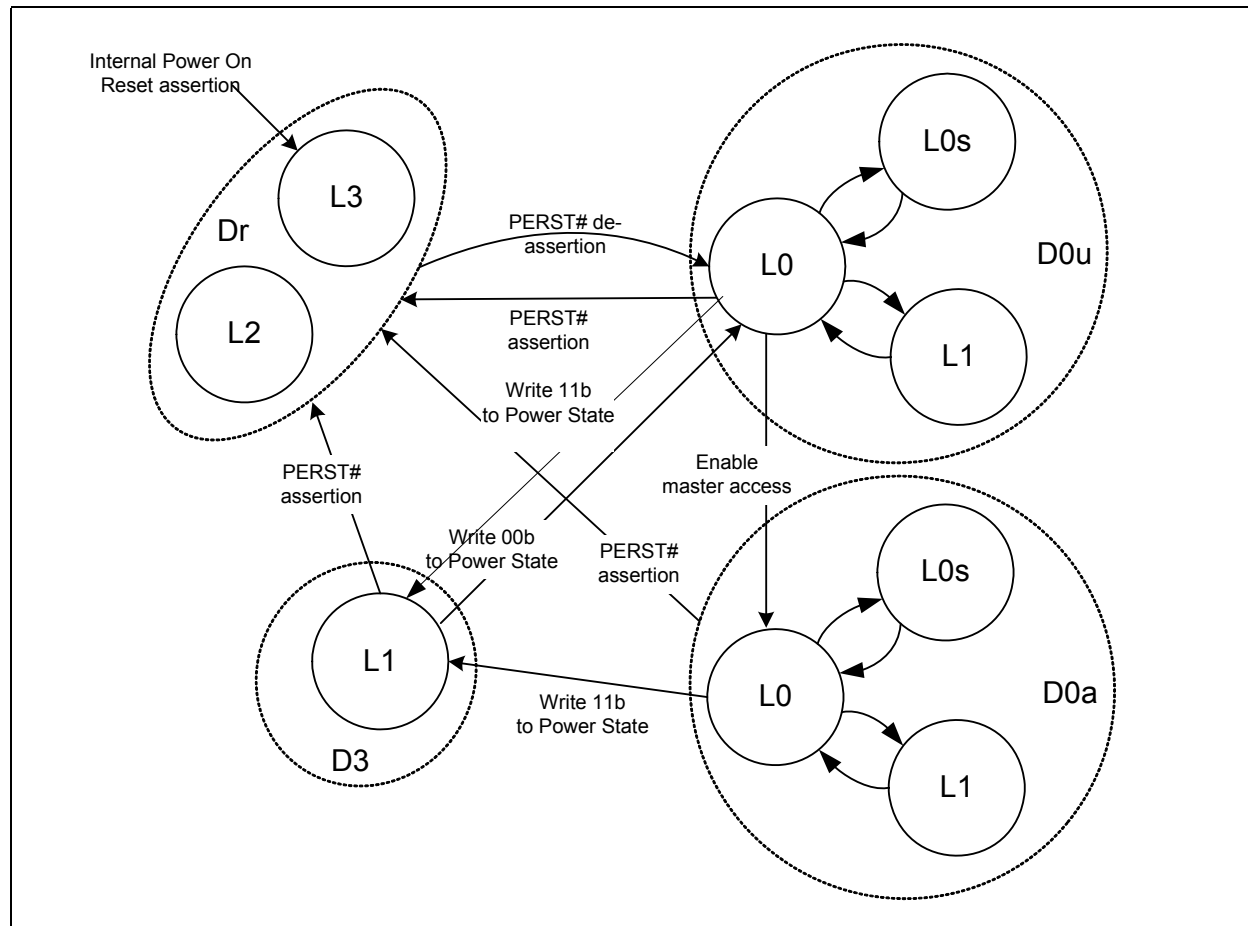 Internal Power On
Reset assertion
L3
Dr
L2
PERST# de-
assertion
PERST#
assertion
L0s
L0
D0u
L1
Write 11b
to Power State
PERST#
assertion
Enable
master access
Write 00b
to Power State
PERST#
assertion
L1
D3
Write 11b
to Power State
L0s
L0
D0a
L1